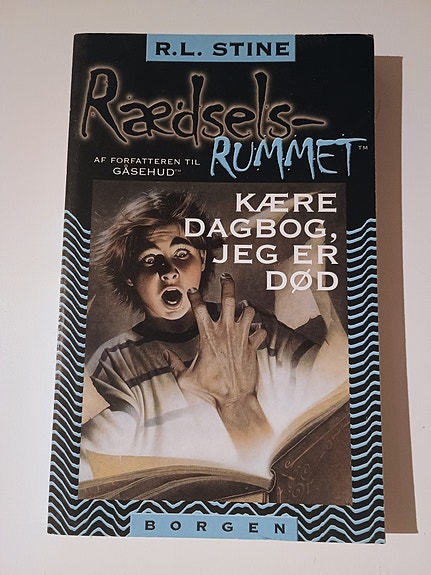 R.L. STINE
Rædsels-
RUMMET™
AF FORFATTEREN TIL
GÅSEHUD™
KÆRE
DAGBOG,
JEG ER
DØD
BORGEN